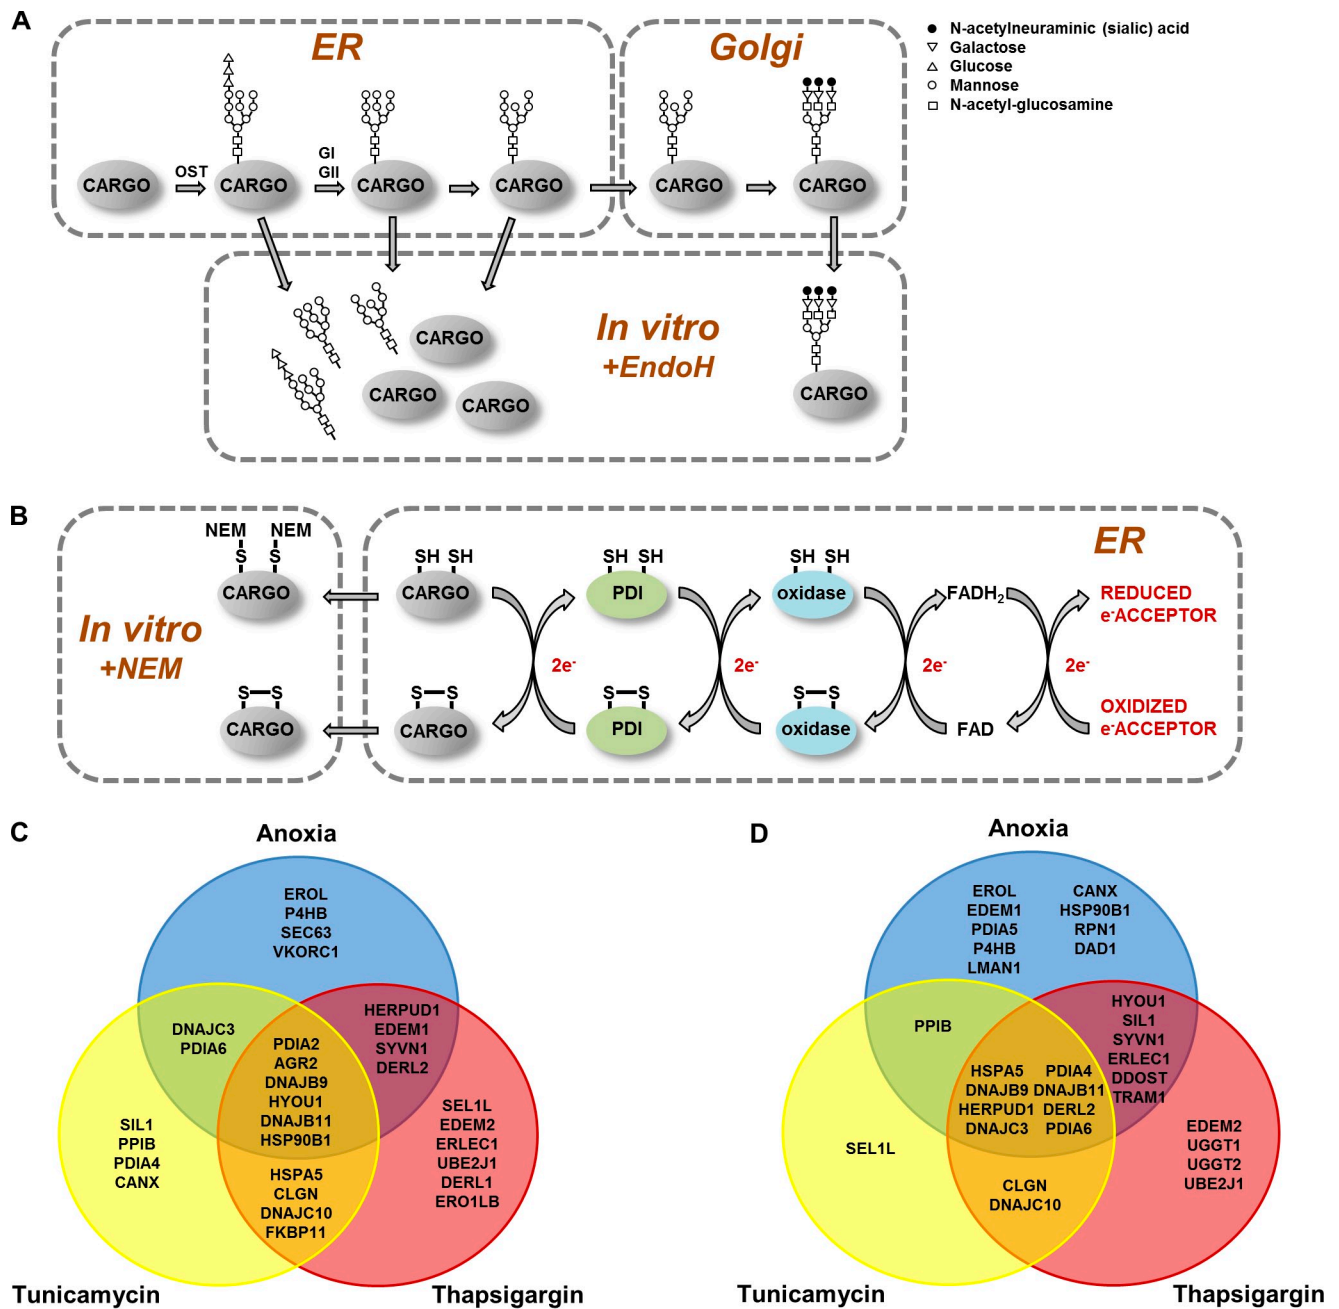 A
ER
Golgi
N-acetylneuraminic (sialic) acid
Galactose
Glucose
Mannose
N-acetyl-glucosamine
CARGO
OST
CARGO
GI
GII
CARGO
CARGO
CARGO
CARGO
In vitro
+EndoH
CARGO
CARGO
CARGO
CARGO
B
ER
In vitro
+NEM
NEM NEM
S S
CARGO
S S
CARGO
SH SH
CARGO
S S
CARGO
2e-
SH SH
PDI
S S
PDI
2e-
SH SH
oxidase
S S
oxidase
2e-
FADH2
FAD
2e-
REDUCED
e-ACCEPTOR
OXIDIZED
e-ACCEPTOR
C
Anoxia
EROL
P4HB
SEC63
VKORC1
DNAJC3
PDIA6
HERPUD1
EDEM1
SYVN1
DERL2
PDIA2
AGR2
DNAJB9
HYOU1
DNAJB11
HSP90B1
SIL1
PPIB
PDIA4
CANX
SEL1L
EDEM2
ERLEC1
UBE2J1
DERL1
ERO1LB
HSPA5
CLGN
DNAJC10
FKBP11
Tunicamycin
Thapsigargin
D
Anoxia
EROL CANX
EDEM1 HSP90B1
PDIA5 RPN1
P4HB DAD1
LMAN1
PPIB
HYOU1
SIL1
SYVN1
ERLEC1
DDOST
TRAM1
HSPA5 PDIA4
DNAJB9 DNAJB11
HERPUD1 DERL2
DNAJC3 PDIA6
SEL1L
EDEM2
UGGT1
UGGT2
UBE2J1
CLGN
DNAJC10
Tunicamycin
Thapsigargin